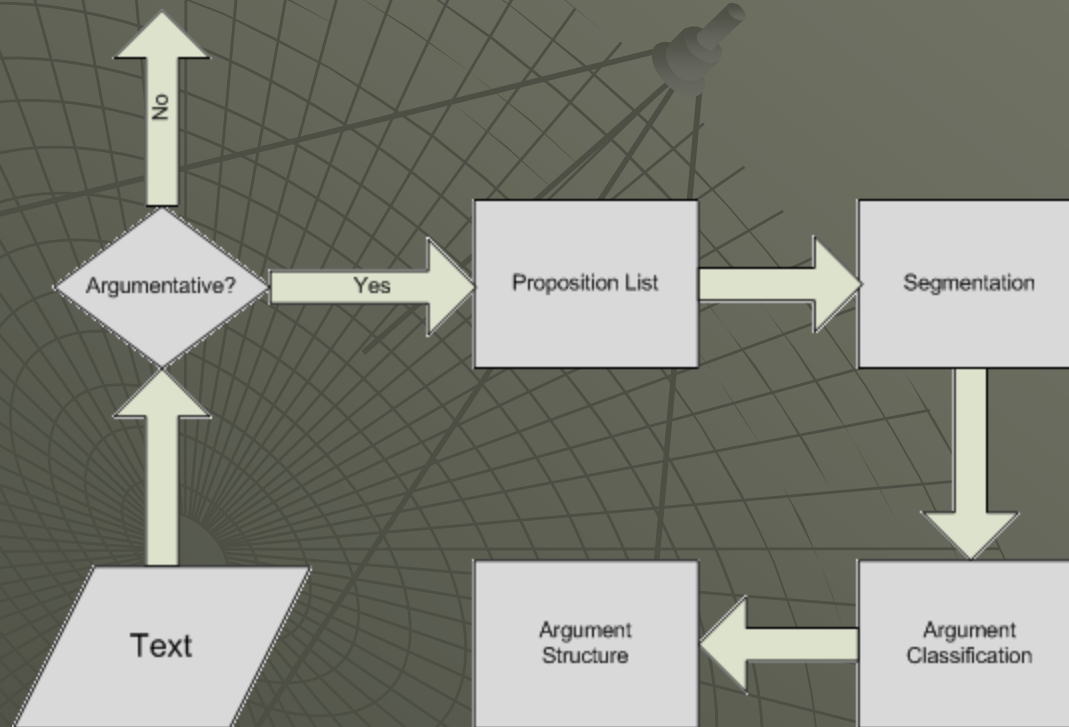 No
Argumentative?
Yes
Proposition List
Segmentation
Text
Argument
Structure
Argument
Classification